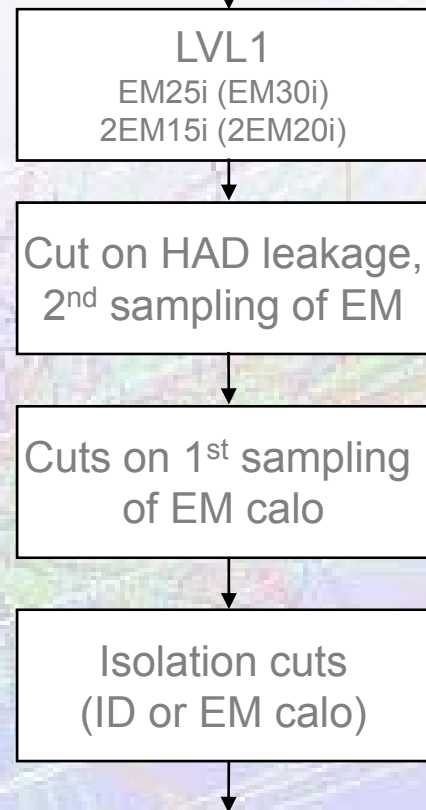 LVL1
EM25i (EM30i)
2EM15i (2EM20i)
Cut on HAD leakage,
2nd sampling of EM
Cuts on 1st sampling
of EM calo
Isolation cuts
(ID or EM calo)